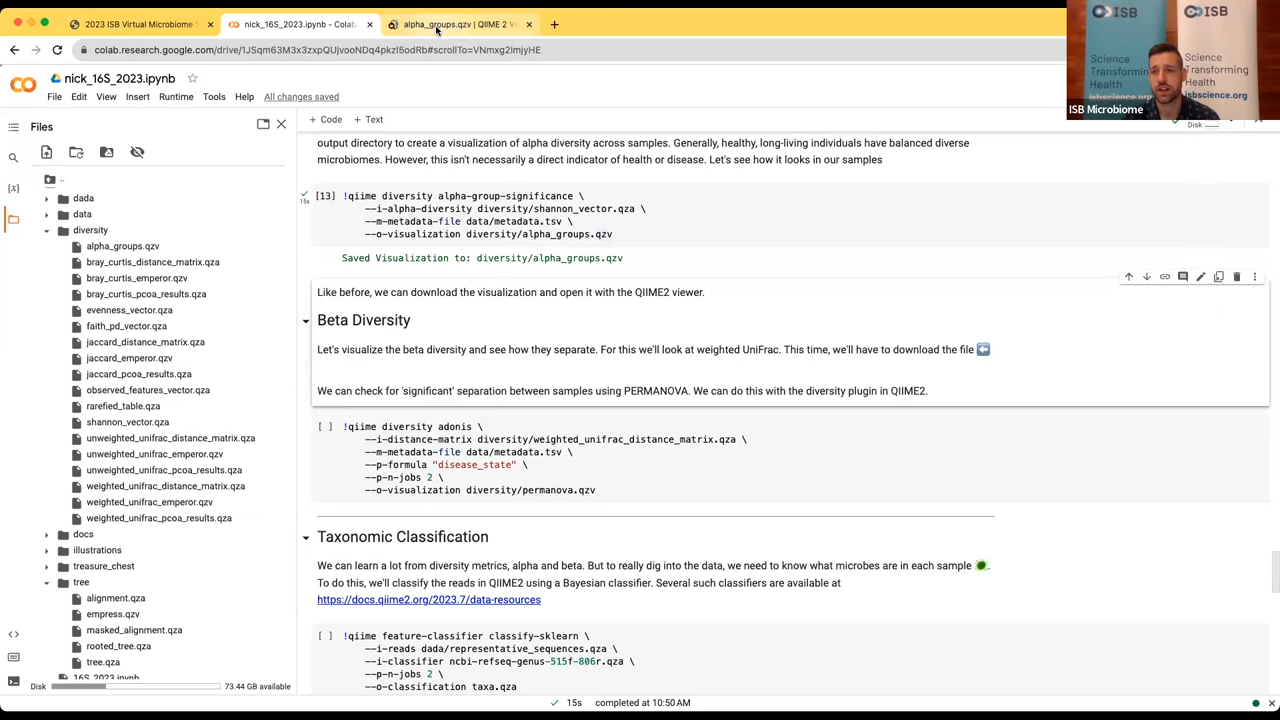 2023 ISB Virtual Microbiome S
nick_16S_2023.ipynb - Colab
alpha_groups.qzv | QIIME 2 V
colab.research.google.com/drive/1JSqm63M3x3zxpQUjvooNDq4pkzl5odRb#scrollTo=VNmxg2lmjyHE
ISB
ISB
Science
Transforming
Health
Science
Transforming
Health
isbscience.org
ISB Microbiome
nick_16S_2023.ipynb
File Edit View Insert Runtime Tools Help All changes saved
Disk
Files
+ Code + Text
..
dada
data
diversity
alpha_groups.qzv
bray_curtis_distance_matrix.qza
bray_curtis_emperor.qzv
bray_curtis_pcoa_results.qza
evenness_vector.qza
faith_pd_vector.qza
jaccard_distance_matrix.qza
jaccard_emperor.qzv
jaccard_pcoa_results.qza
observed_features_vector.qza
rarefied_table.qza
shannon_vector.qza
unweighted_unifrac_distance_matrix.qza
unweighted_unifrac_emperor.qzv
unweighted_unifrac_pcoa_results.qza
weighted_unifrac_distance_matrix.qza
weighted_unifrac_emperor.qzv
weighted_unifrac_pcoa_results.qza
docs
illustrations
treasure_chest
tree
alignment.qza
empress.qzv
masked_alignment.qza
rooted_tree.qza
tree.qza
16S_2023.ipynb
Disk 73.44 GB available
output directory to create a visualization of alpha diversity across samples. Generally, healthy, long-living individuals have balanced diverse
microbiomes. However, this isn't necessarily a direct indicator of health or disease. Let's see how it looks in our samples
[13] !qiime diversity alpha-group-significance \
15s
--i-alpha-diversity diversity/shannon_vector.qza \
--m-metadata-file data/metadata.tsv \
--o-visualization diversity/alpha_groups.qzv
Saved Visualization to: diversity/alpha_groups.qzv
Like before, we can download the visualization and open it with the QIIME2 viewer.
Beta Diversity
Let's visualize the beta diversity and see how they separate. For this we'll look at weighted UniFrac. This time, we'll have to download the file ⬅️
We can check for 'significant' separation between samples using PERMANOVA. We can do this with the diversity plugin in QIIME2.
[ ] !qiime diversity adonis \
--i-distance-matrix diversity/weighted_unifrac_distance_matrix.qza \
--m-metadata-file data/metadata.tsv \
--p-formula "disease_state" \
--p-n-jobs 2 \
--o-visualization diversity/permanova.qzv
Taxonomic Classification
We can learn a lot from diversity metrics, alpha and beta. But to really dig into the data, we need to know what microbes are in each sample 🦠.
To do this, we'll classify the reads in QIIME2 using a Bayesian classifier. Several such classifiers are available at
https://docs.qiime2.org/2023.7/data-resources
[ ] !qiime feature-classifier classify-sklearn \
--i-reads dada/representative_sequences.qza \
--i-classifier ncbi-refseq-genus-515f-806r.qza \
--p-n-jobs 2 \
--o-classification taxa.qza
15s completed at 10:50 AM